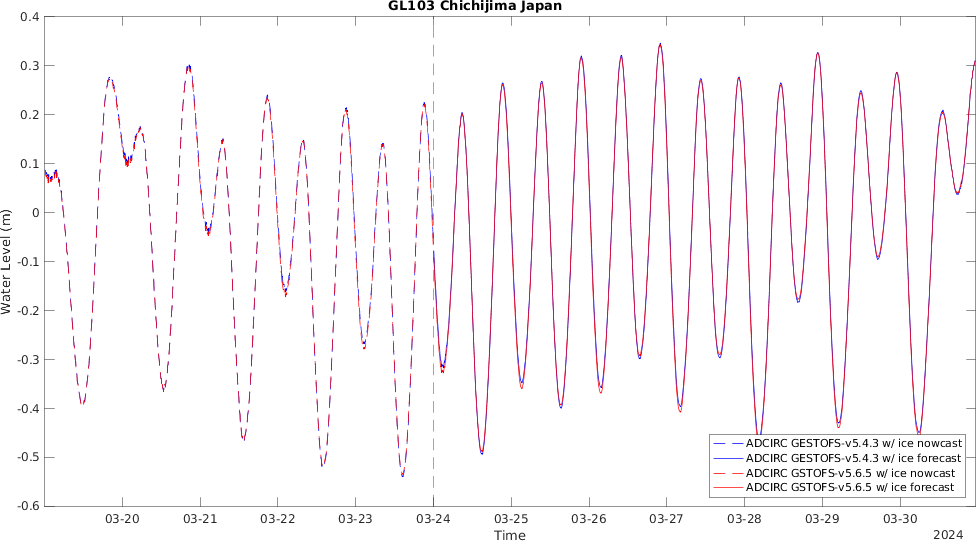 GL103 Chichijima Japan
Water Level (m)
0.4
0.3
0.2
0.1
0
-0.1
-0.2
-0.3
-0.4
-0.5
-0.6
ADCIRC GESTOFS-v5.4.3 w/ ice nowcast
ADCIRC GESTOFS-v5.4.3 w/ ice forecast
ADCIRC GSTOFS-v5.6.5 w/ ice nowcast
ADCIRC GSTOFS-v5.6.5 w/ ice forecast
03-20 03-21 03-22 03-23 03-24 03-25 03-26 03-27 03-28 03-29 03-30
Time
2024